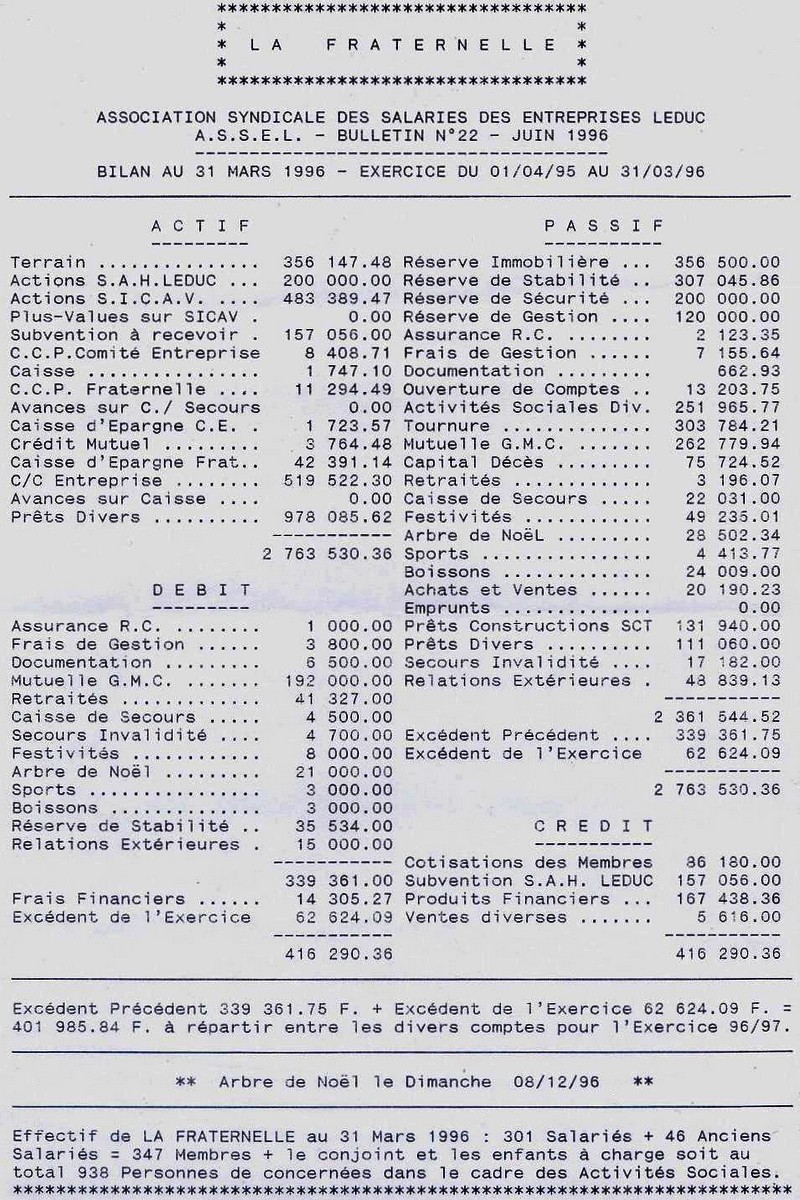 *********************************
*                               *
*  L A   F R A T E R N E L L E  *
*                               *
*********************************
ASSOCIATION SYNDICALE DES SALARIES DES ENTREPRISES LEDUC
A.S.S.E.L. - BULLETIN N°22 - JUIN 1996
--------------------------------------
BILAN AU 31 MARS 1996 - EXERCICE DU 01/04/95 AU 31/03/96
A C T I F
---------
Terrain ............... 356 147.48
Actions S.A.H.LEDUC ... 200 000.00
Actions S.I.C.A.V. .... 483 389.47
Plus-Values sur SICAV . 0.00
Subvention à recevoir . 157 056.00
C.C.P.Comité Entreprise 8 408.71
Caisse ................ 1 747.10
C.C.P. Fraternelle .... 11 294.49
Avances sur C./ Secours 0.00
Caisse d'Epargne C.E. . 1 723.57
Crédit Mutuel ......... 3 764.48
Caisse d'Epargne Frat.. 42 391.14
C/C Entreprise ........ 519 522.30
Avances sur Caisse .... 0.00
Prêts Divers .......... 978 085.62
-----------
2 763 530.36
D E B I T
---------
Assurance R.C. ........ 1 000.00
Frais de Gestion ...... 3 800.00
Documentation ......... 6 500.00
Mutuelle G.M.C. ....... 192 000.00
Retraités ............. 41 327.00
Caisse de Secours ..... 4 500.00
Secours Invalidité .... 4 700.00
Festivités ............ 8 000.00
Arbre de Noël ......... 21 000.00
Sports ................ 3 000.00
Boissons .............. 3 000.00
Réserve de Stabilité .. 35 534.00
Relations Extérieures . 15 000.00
-----------
339 361.00
Frais Financiers ...... 14 305.27
Excédent de l'Exercice 62 624.09
-----------
416 290.36
P A S S I F
-----------
Réserve Immobilière ... 356 500.00
Réserve de Stabilité .. 307 045.86
Réserve de Sécurité ... 200 000.00
Réserve de Gestion .... 120 000.00
Assurance R.C. ........ 2 123.35
Frais de Gestion ...... 7 155.64
Documentation ......... 662.93
Ouverture de Comptes .. 13 203.75
Activités Sociales Div. 251 965.77
Tournure .............. 303 784.21
Mutuelle G.M.C. ....... 262 779.94
Capital Décès ......... 75 724.52
Retraités ............. 3 196.07
Caisse de Secours ..... 22 031.00
Festivités ............ 49 235.01
Arbre de NoëL ......... 28 502.34
Sports ................ 4 413.77
Boissons .............. 24 009.00
Achats et Ventes ...... 20 190.23
Emprunts .............. 0.00
Prêts Constructions SCT 131 940.00
Prêts Divers .......... 111 060.00
Secours Invalidité .... 17 182.00
Relations Extérieures . 48 839.13
-----------
2 361 544.52
Excédent Précédent .... 339 361.75
Excédent de l'Exercice 62 624.09
-----------
2 763 530.36
C R E D I T
-----------
Cotisations des Membres 86 180.00
Subvention S.A.H. LEDUC 157 056.00
Produits Financiers ... 167 438.36
Ventes diverses ....... 5 616.00
-----------
416 290.36
Excédent Précédent 339 361.75 F. + Excédent de l'Exercice 62 624.09 F. =
401 985.84 F. à répartir entre les divers comptes pour l'Exercice 96/97.
** Arbre de Noël le Dimanche 08/12/96 **
Effectif de LA FRATERNELLE au 31 Mars 1996 : 301 Salariés + 46 Anciens
Salariés = 347 Membres + le conjoint et les enfants à charge soit au
total 938 Personnes de concernées dans le cadre des Activités Sociales.
************************************************************************